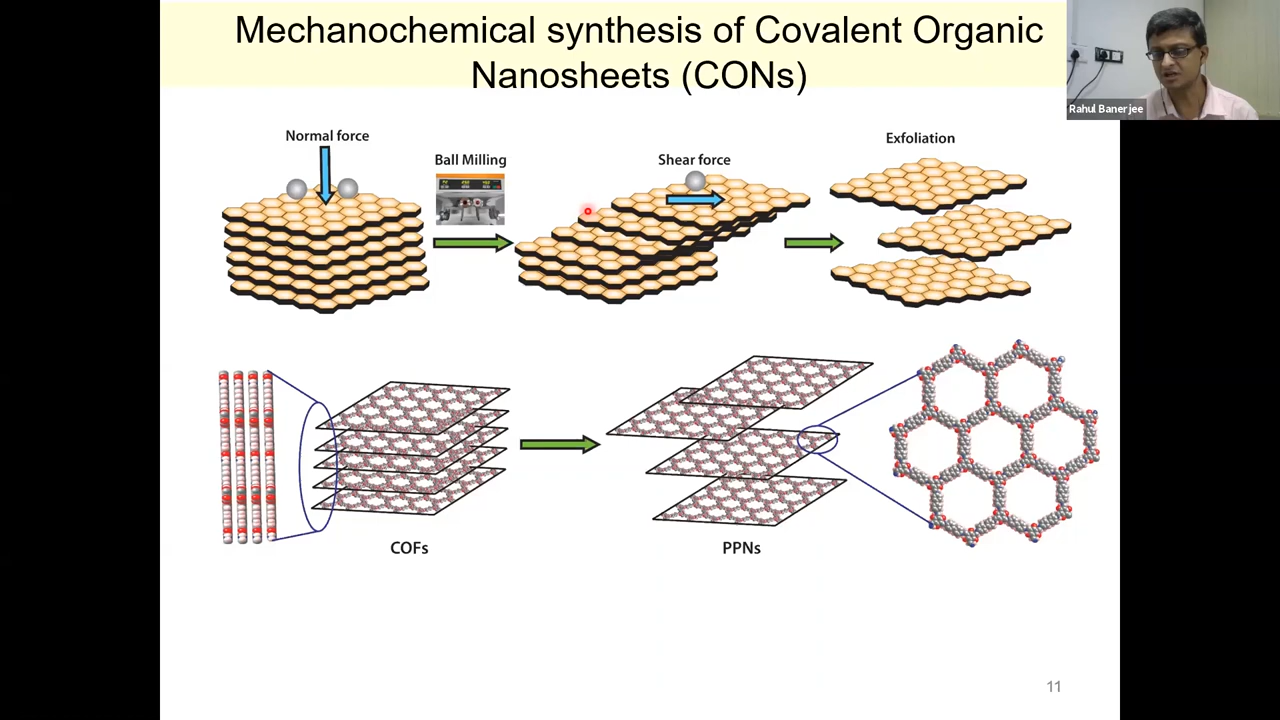 Mechanochemical synthesis of Covalent Organic
Nanosheets (CONs)
Rahul Banerjee
Normal force
Ball Milling
Shear force
Exfoliation
COFs
PPNs
11